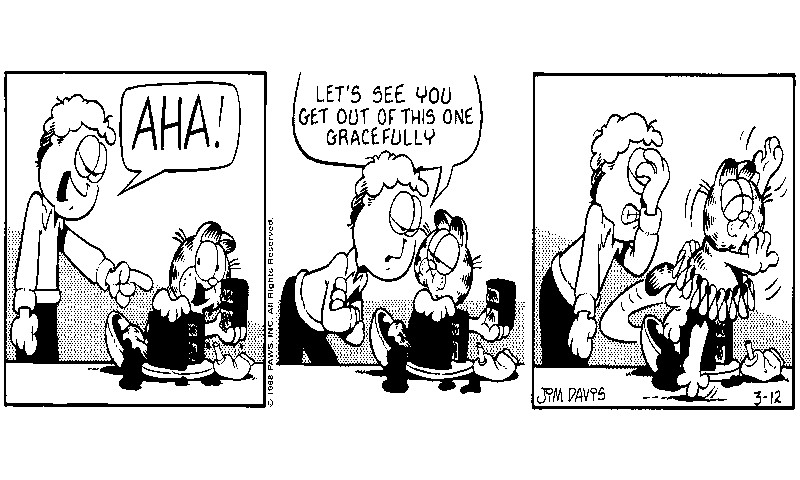 AHA!
© 1988 PAWS, INC. All Rights Reserved.
LET'S SEE YOU
GET OUT OF THIS ONE
GRACEFULLY
JIM DAVIS
3-12